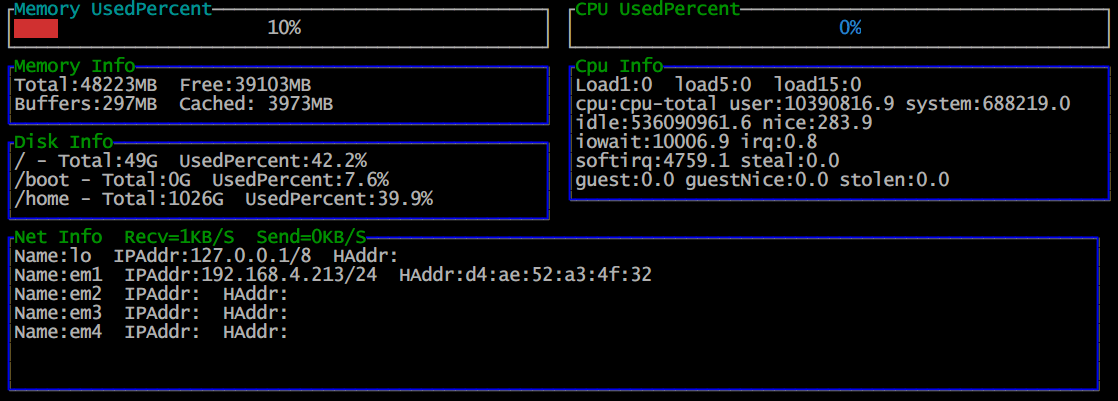 Memory UsedPercent
10%
CPU UsedPercent
0%
Memory Info
Total:48223MB  Free:39103MB
Buffers:297MB  Cached: 3973MB
Disk Info
/ - Total:49G  UsedPercent:42.2%
/boot - Total:0G  UsedPercent:7.6%
/home - Total:1026G  UsedPercent:39.9%
Cpu Info
Load1:0  load5:0  load15:0
cpu:cpu-total user:10390816.9 system:688219.0
idle:536090961.6 nice:283.9
iowait:10006.9 irq:0.8
softirq:4759.1 steal:0.0
guest:0.0 guestNice:0.0 stolen:0.0
Net Info  Recv=1KB/S  Send=0KB/S
Name:lo  IPAddr:127.0.0.1/8  HAddr:
Name:em1  IPAddr:192.168.4.213/24  HAddr:d4:ae:52:a3:4f:32
Name:em2  IPAddr:  HAddr:
Name:em3  IPAddr:  HAddr:
Name:em4  IPAddr:  HAddr: